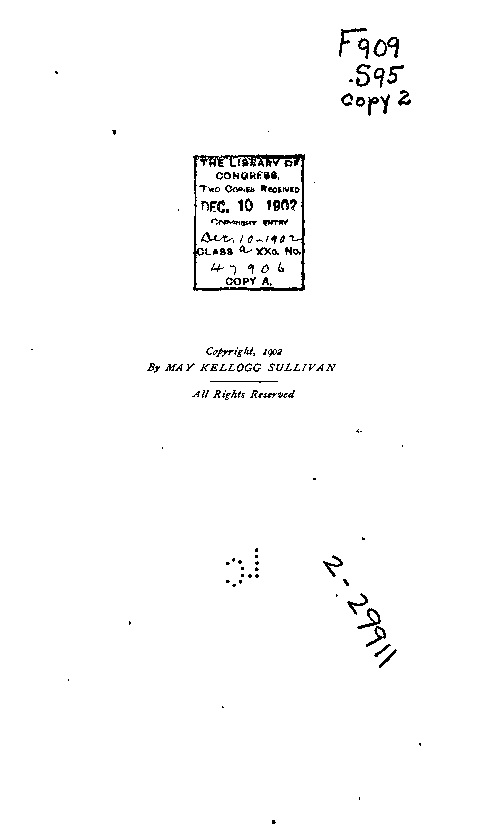 F909
.S95
Copy 2
THE LIBRARY OF
CONGRESS,
TWO COPIES RECEIVED
DEC. 10 1902
COPYRIGHT ENTRY
Dec. 10-1902
CLASS a XXc. No.
47906
COPY A.
Copyright, 1902
By MAY KELLOGG SULLIVAN
All Rights Reserved
2-29911